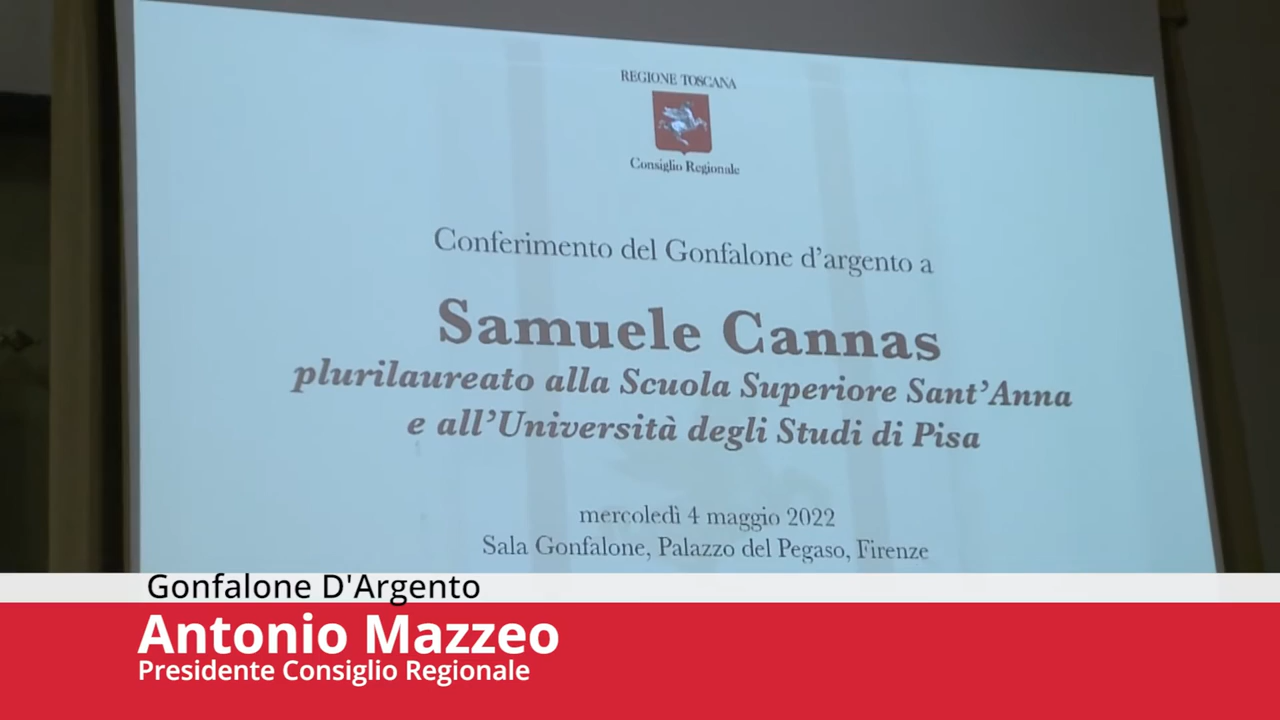 REGIONE TOSCANA
Consiglio Regionale
Conferimento del Gonfalone d'argento a
Samuele Cannas
plurilaureato alla Scuola Superiore Sant'Anna
e all'Università degli Studi di Pisa
mercoledì 4 maggio 2022
Sala Gonfalone, Palazzo del Pegaso, Firenze
Gonfalone D'Argento
Antonio Mazzeo
Presidente Consiglio Regionale